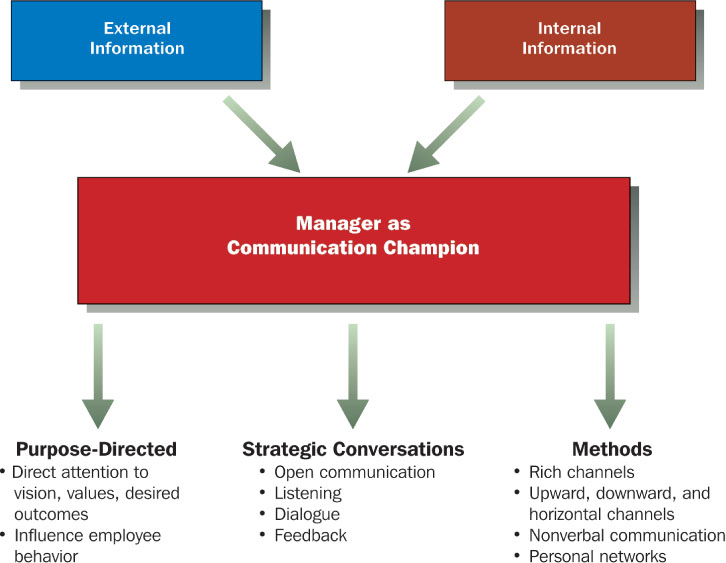 External
Information
Internal
Information
Manager as
Communication Champion
Purpose-Directed
• Direct attention to
vision, values, desired
outcomes
• Influence employee
behavior
Strategic Conversations
• Open communication
• Listening
• Dialogue
• Feedback
Methods
• Rich channels
• Upward, downward, and
horizontal channels
• Nonverbal communication
• Personal networks